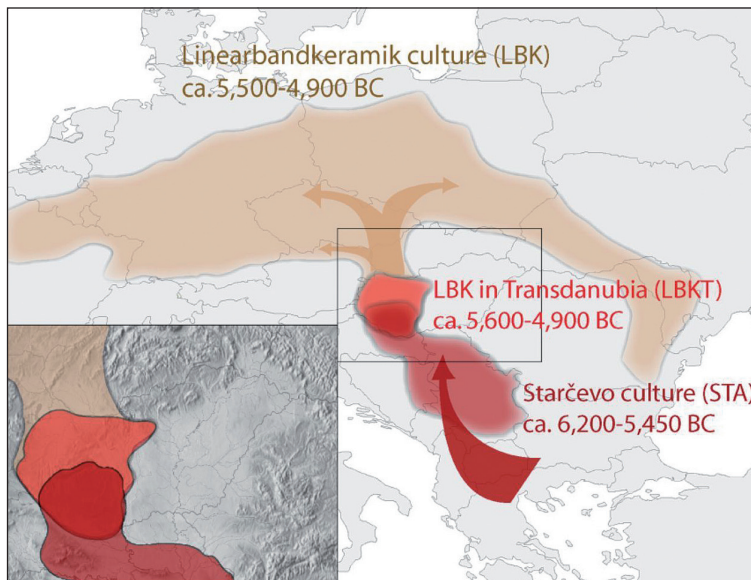 Linearbandkeramik culture (LBK)
ca. 5,500-4,900 BC
LBK in Transdanubia (LBKT)
ca. 5,600-4,900 BC
Starčevo culture (STA)
ca. 6,200-5,450 BC